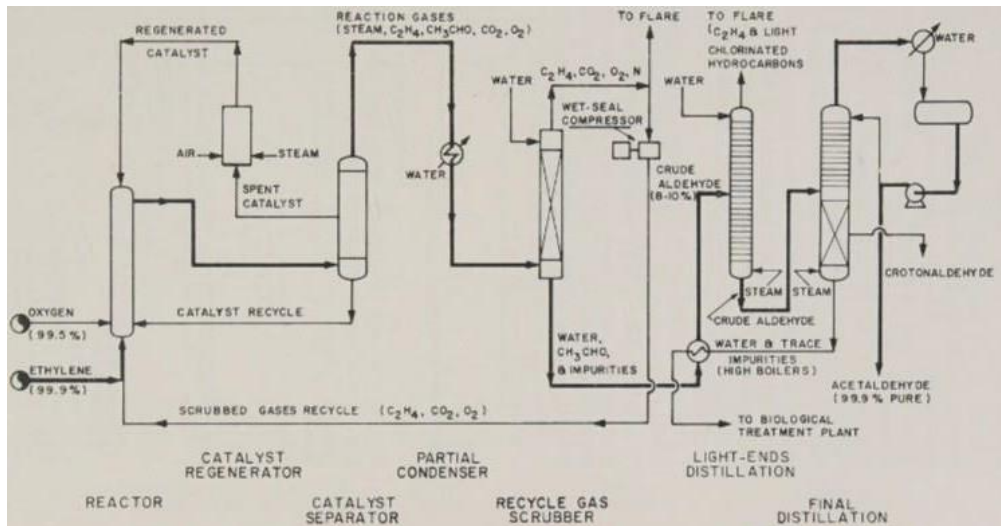 REGENERATED
CATALYST
REACTION GASES
(STEAM, C₂H₄, CH₃CHO, CO₂, O₂)
TO FLARE
TO FLARE
(C₂H₄ & LIGHT
CHLORINATED
HYDROCARBONS
WATER
C₂H₄, CO₂, O₂, N
WATER
WATER
WET-SEAL
COMPRESSOR
AIR
STEAM
WATER
SPENT
CATALYST
CRUDE
ALDEHYDE
(8-10%)
CROTONALDEHYDE
STEAM
STEAM
OXYGEN
(99.5%)
CATALYST RECYCLE
CRUDE ALDEHYDE
WATER,
CH₃CHO,
& IMPURITIES
WATER & TRACE
IMPURITIES
(HIGH BOILERS)
ETHYLENE
(99.9%)
ACETALDEHYDE
(99.9% PURE)
SCRUBBED GASES RECYCLE (C₂H₄, CO₂, O₂)
TO BIOLOGICAL
TREATMENT PLANT
CATALYST
REGENERATOR
PARTIAL
CONDENSER
LIGHT-ENDS
DISTILLATION
REACTOR
CATALYST
SEPARATOR
RECYCLE GAS
SCRUBBER
FINAL
DISTILLATION